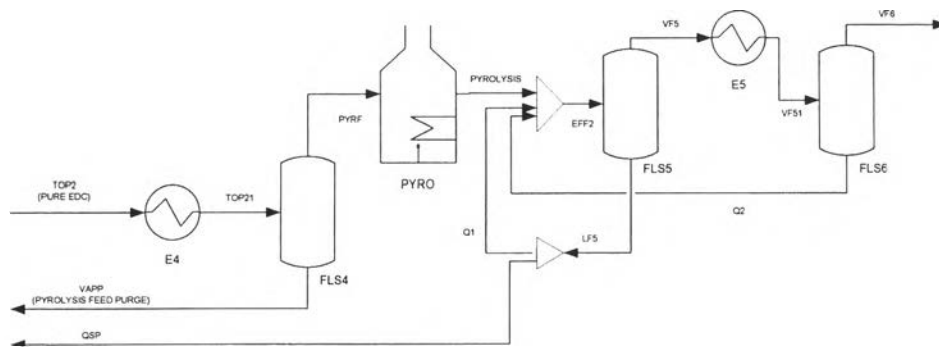 VF5
VF6
E5
VF51
PYROLYSIS
PYRF
EFF2
FLS5
FLS6
PYRO
TOP2
(PURE EDC)
TOP21
Q2
Q1
LF5
E4
FLS4
VAPP
(PYROLYSIS FEED PURGE)
QSP